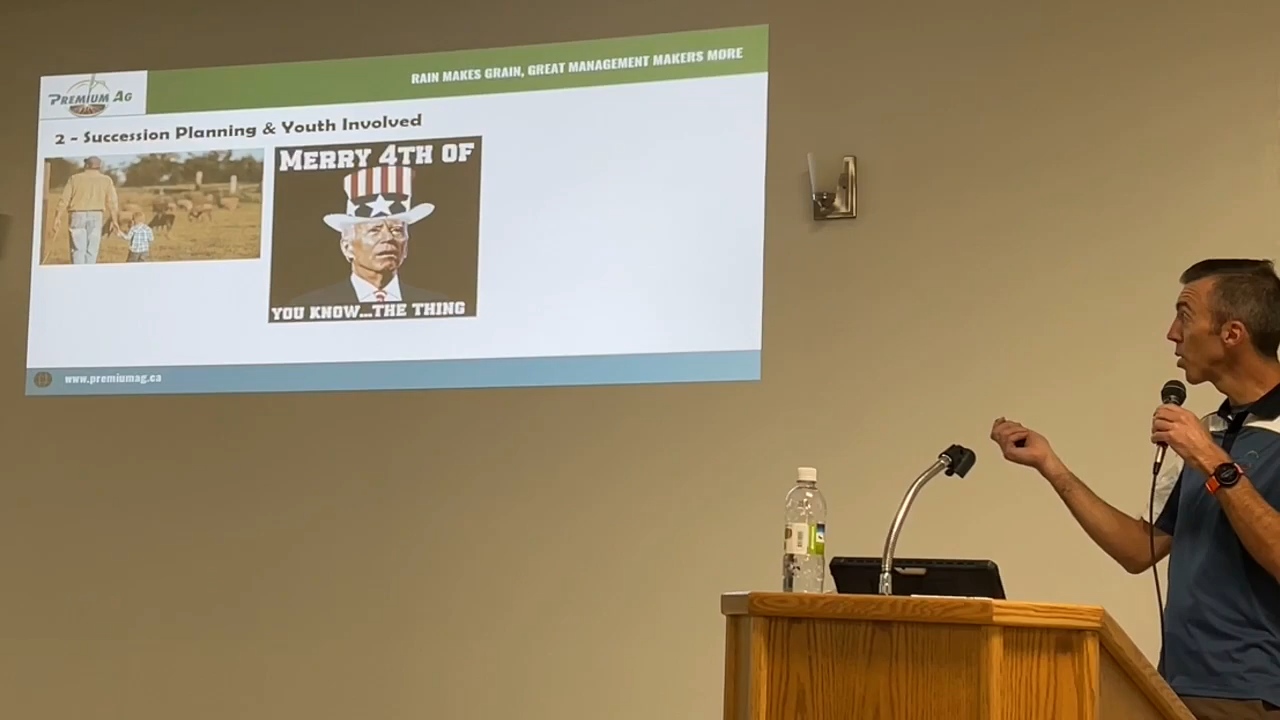 PREMIUM AG
RAIN MAKES GRAIN, GREAT MANAGEMENT MAKERS MORE
2 - Succession Planning & Youth Involved
MERRY 4TH OF
YOU KNOW...THE THING
www.premiumag.ca